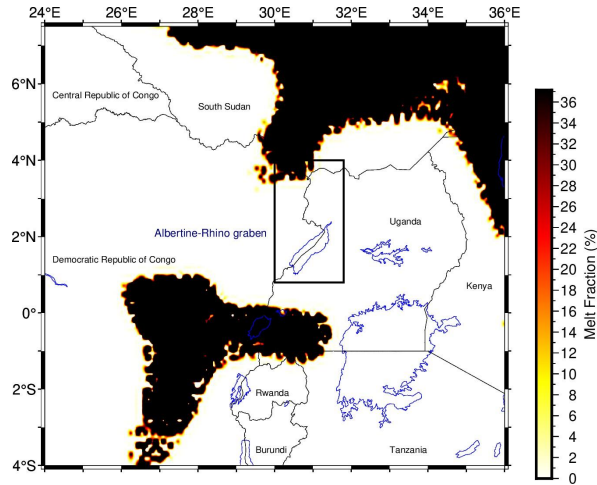 24°E 26°E 28°E 30°E 32°E 34°E 36°E
6°N
4°N
2°N
0°
2°S
4°S
Central Republic of Congo
South Sudan
Albertine-Rhino graben
Uganda
Democratic Republic of Congo
Kenya
Rwanda
Burundi
Tanzania
36
34
32
30
28
26
24
22
20
18
16
14
12
10
8
6
4
2
0
Melt Fraction (%)